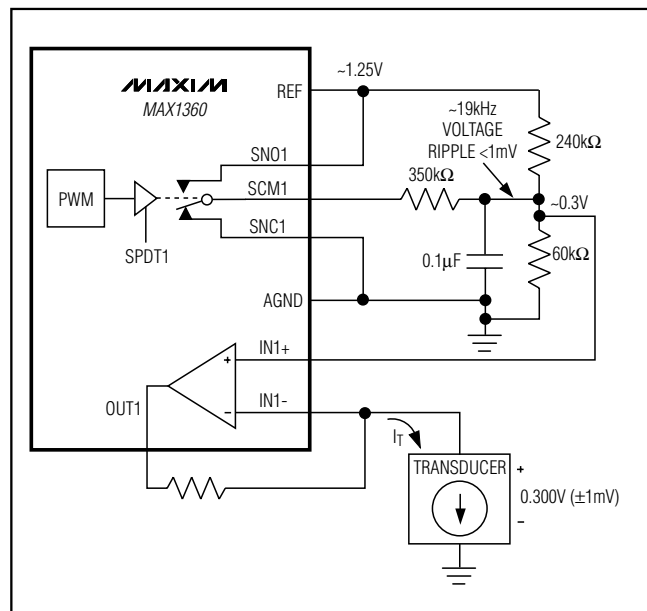 MAXIM
MAX1360
REF
~1.25V
~19kHz
VOLTAGE
RIPPLE <1mV
240kΩ
SNO1
350kΩ
PWM
SCM1
~0.3V
SNC1
SPDT1
0.1µF
60kΩ
AGND
IN1+
+
OUT1
IN1-
−
IT
TRANSDUCER
+
0.300V (±1mV)
−